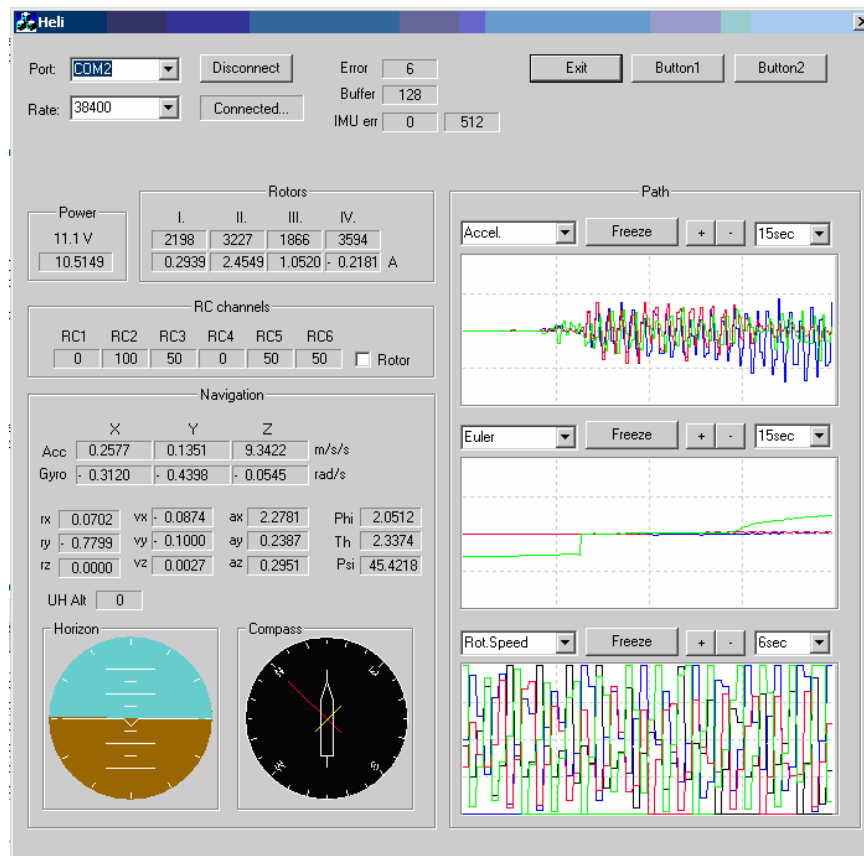 Heli
Port: COM2 Disconnect Error 6 Exit Button1 Button2
Buffer 128
Rate: 38400 Connected... IMU err 0 512
Power
11.1 V
10.5149
Rotors
I. II. III. IV.
2198 3227 1866 3594
0.2939 2.4549 1.0520 - 0.2181 A
RC channels
RC1 RC2 RC3 RC4 RC5 RC6
0 100 50 0 50 50 Rotor
Navigation
X Y Z
Acc 0.2577 0.1351 9.3422 m/s/s
Gyro - 0.3120 - 0.4398 - 0.0545 rad/s
rx 0.0702 vx - 0.0874 ax 2.2781 Phi 2.0512
ry - 0.7799 vy - 0.1000 ay 0.2387 Th 2.3374
rz 0.0000 vz 0.0027 az 0.2951 Psi 45.4218
UH Alt 0
Horizon
Compass
N E
W S
Path
Accel. Freeze + - 15sec
Euler Freeze + - 15sec
Rot.Speed Freeze + - 6sec